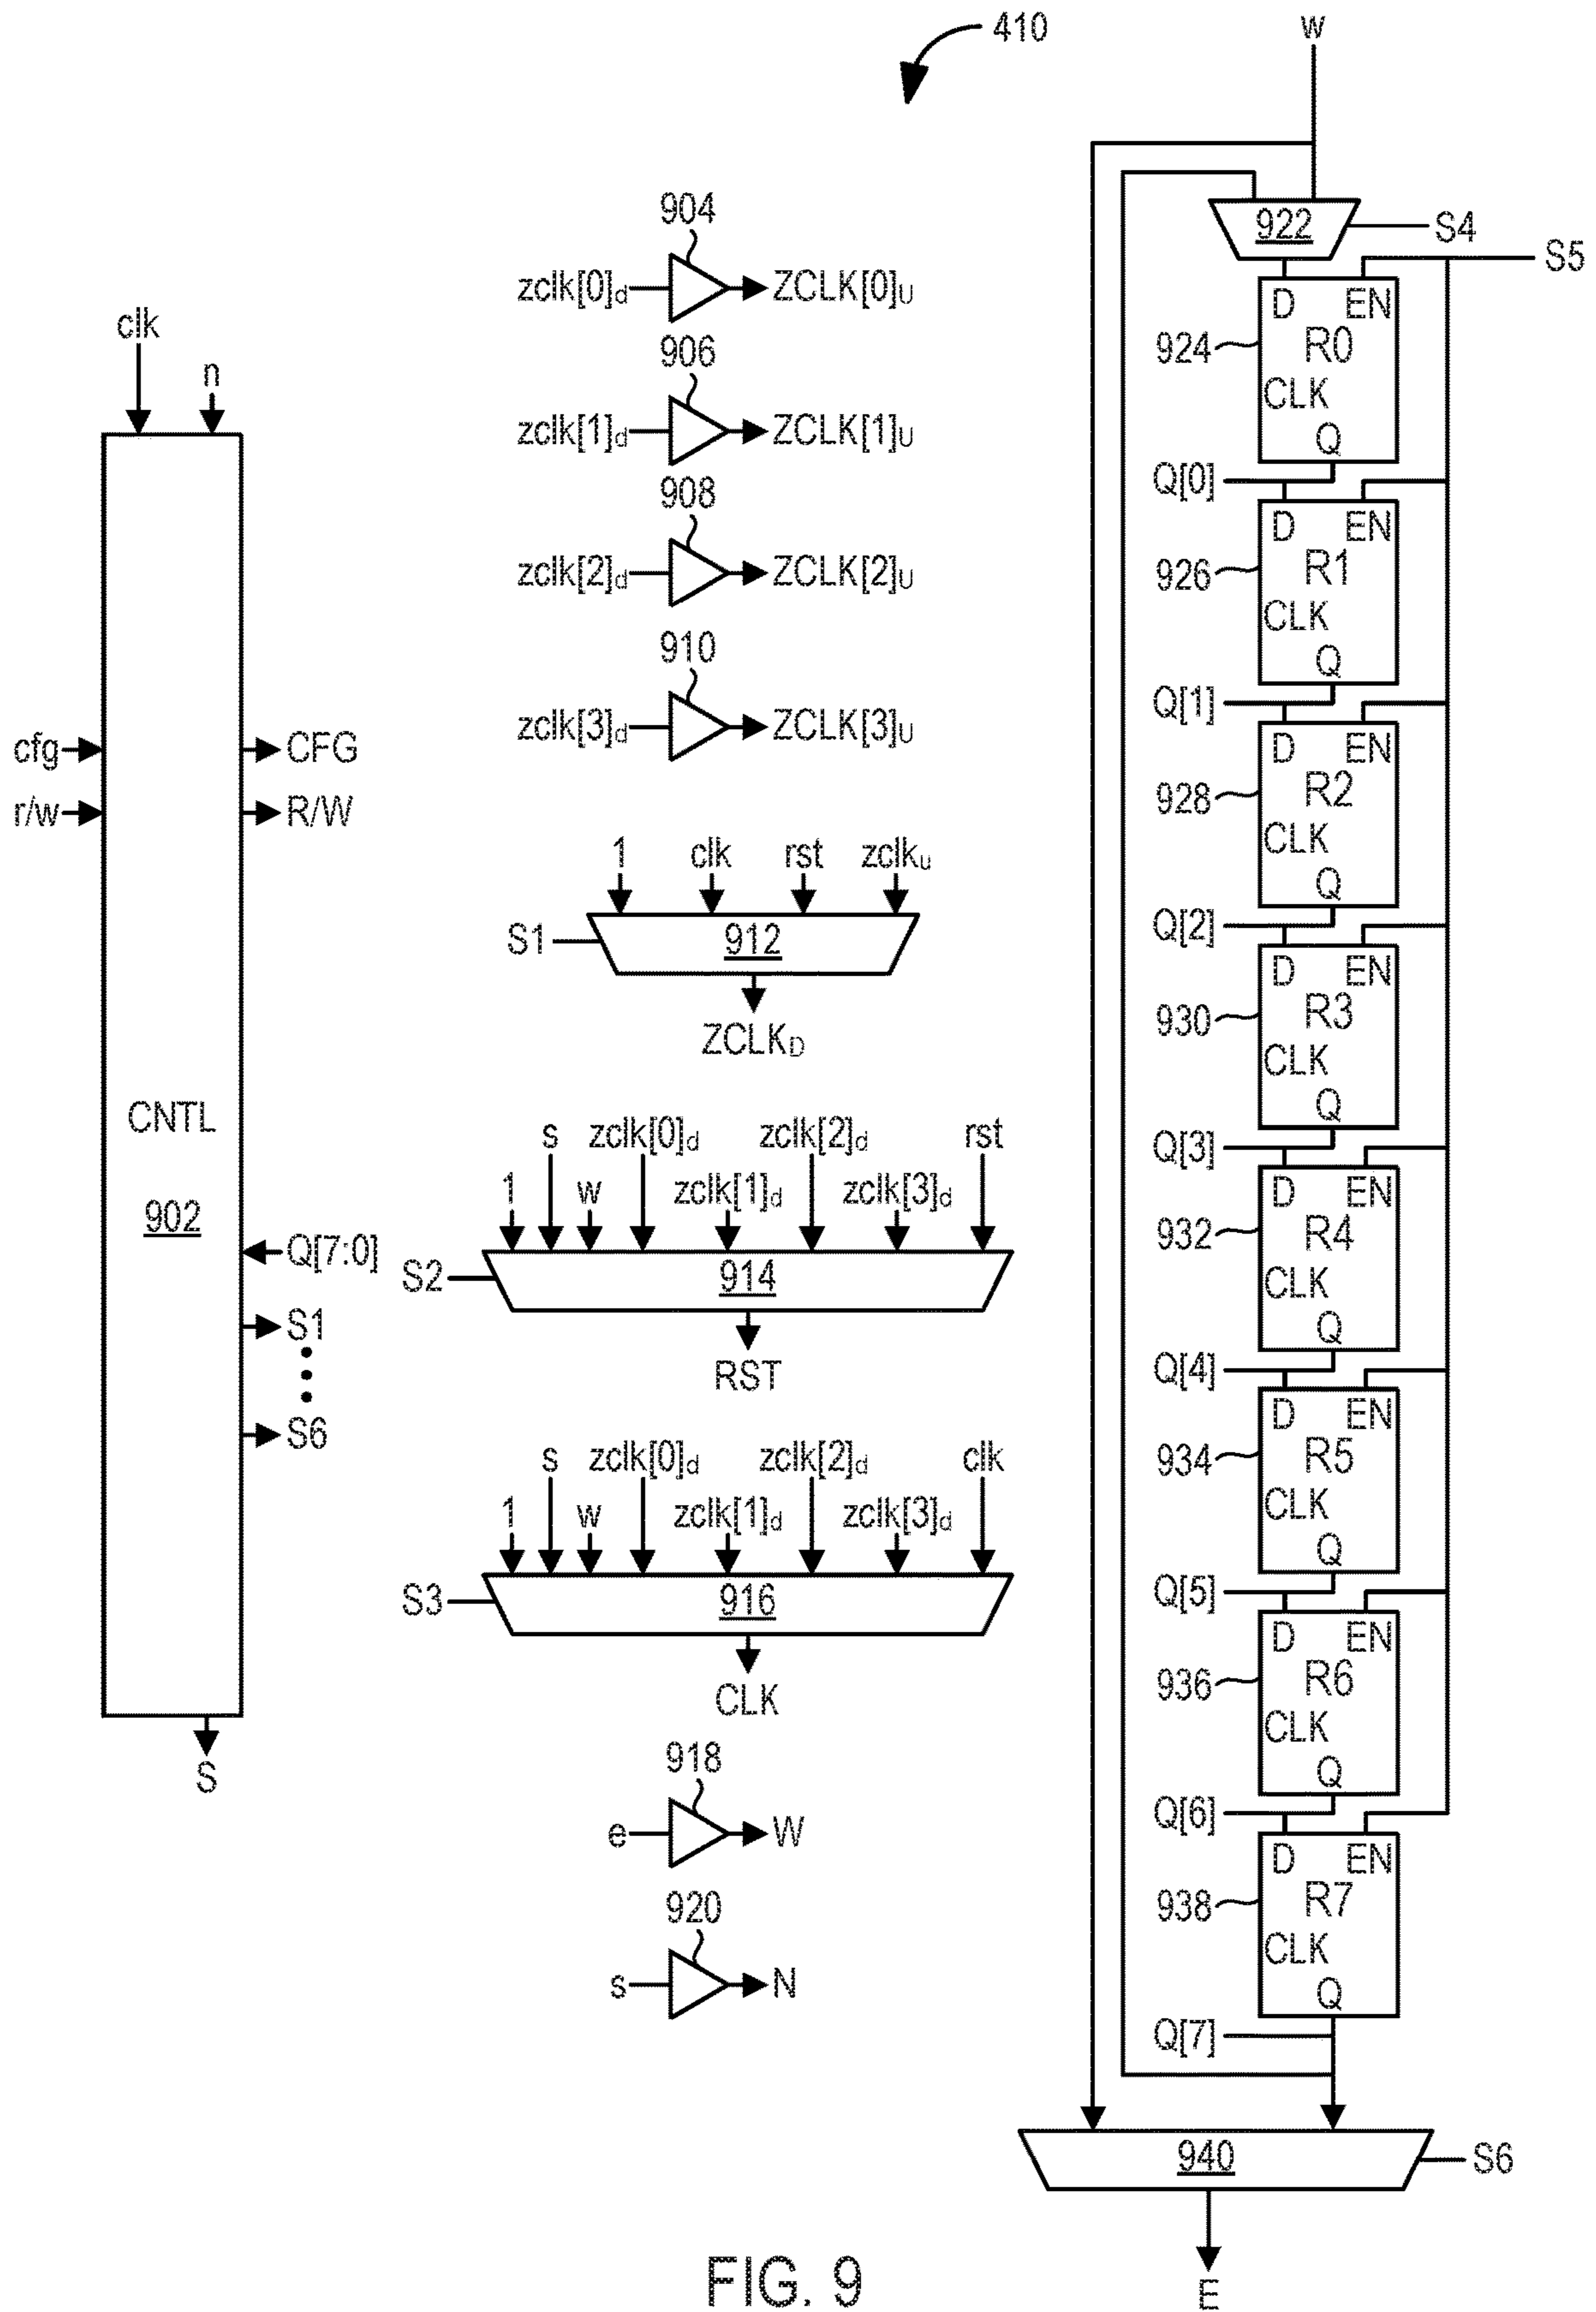 410
w
922
S4
S5
904
zclk[0]d
ZCLK[0]U
906
zclk[1]d
ZCLK[1]U
908
zclk[2]d
ZCLK[2]U
910
zclk[3]d
ZCLK[3]U
clk
n
cfg
CFG
r/w
R/W
CNTL
902
Q[7:0]
S1
S6
S
1 clk rst zclku
S1
912
ZCLKD
s zclk[0]d zclk[2]d rst
1 w zclk[1]d zclk[3]d
S2
914
RST
s zclk[0]d zclk[2]d clk
1 w zclk[1]d zclk[3]d
S3
916
CLK
918
e
W
920
s
N
D EN
924
R0
CLK
Q
Q[0]
D EN
926
R1
CLK
Q
Q[1]
D EN
928
R2
CLK
Q
Q[2]
D EN
930
R3
CLK
Q
Q[3]
D EN
932
R4
CLK
Q
Q[4]
D EN
934
R5
CLK
Q
Q[5]
D EN
936
R6
CLK
Q
Q[6]
D EN
938
R7
CLK
Q
Q[7]
940
S6
E
FIG. 9